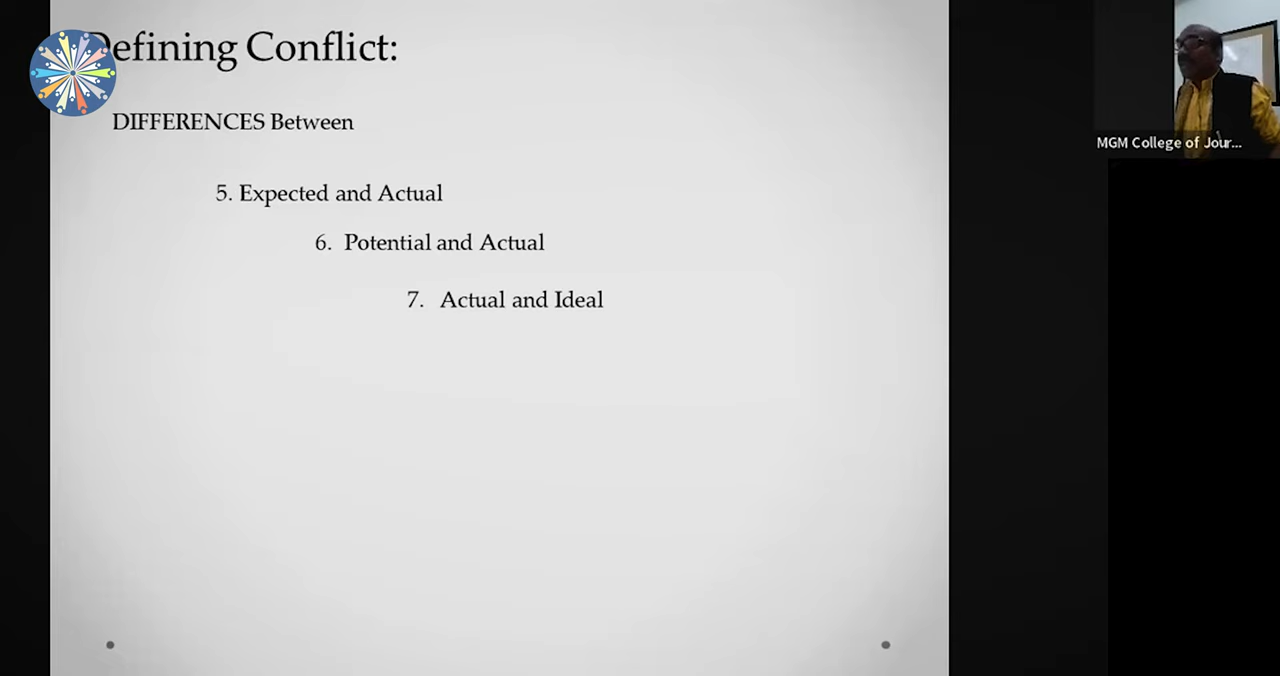 Defining Conflict:
DIFFERENCES Between
5. Expected and Actual
6. Potential and Actual
7. Actual and Ideal
MGM College of Jour...